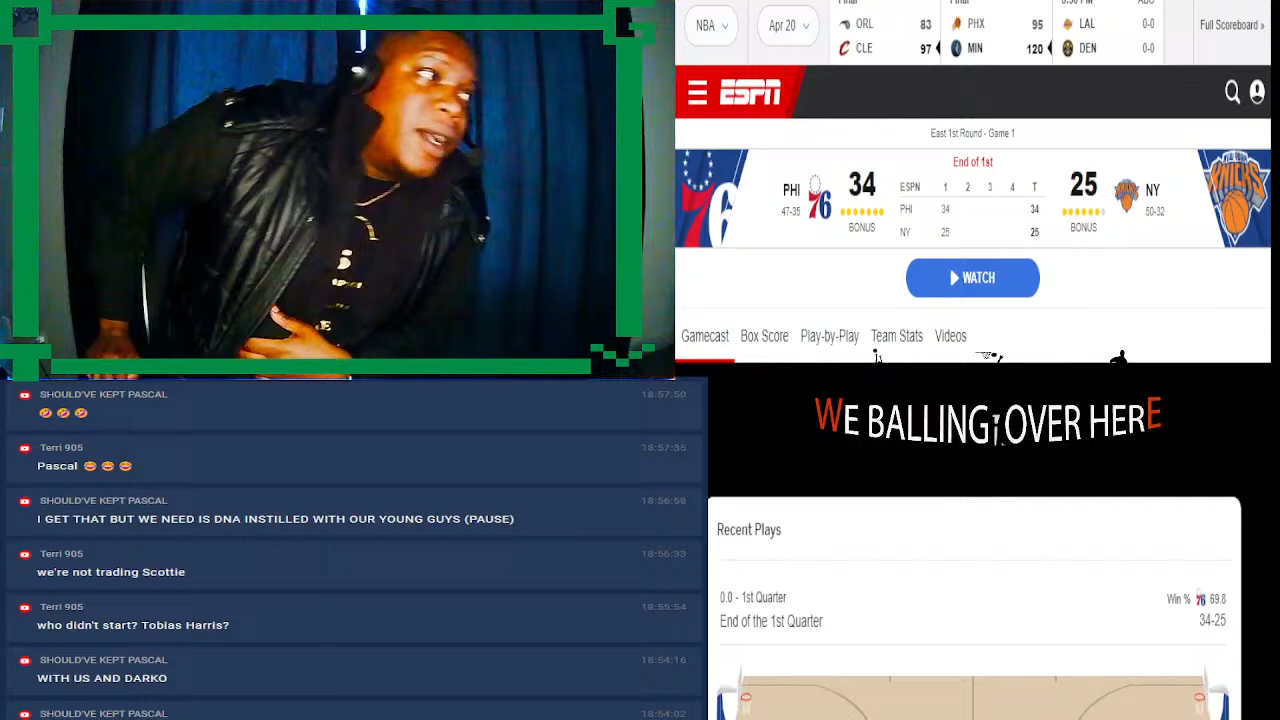 NBA
Apr 20
ORL 83
CLE 97
PHX 95
MIN 120
8:30 PM ABC
LAL 0-0
DEN 0-0
Full Scoreboard »
ESPN
East 1st Round - Game 1
End of 1st
PHI
47-35
76
34
BONUS
ESPN 1 2 3 4 T
PHI 34 34
NY 25 25
25
BONUS
NY
50-32
KNICKS
WATCH
Gamecast Box Score Play-by-Play Team Stats Videos
SHOULD'VE KEPT PASCAL 18:57:50
🤣 🤣 🤣
Terri 905 18:57:35
Pascal
SHOULD'VE KEPT PASCAL 18:56:58
I GET THAT BUT WE NEED IS DNA INSTILLED WITH OUR YOUNG GUYS (PAUSE)
Terri 905 18:56:33
we're not trading Scottie
Terri 905 18:55:54
who didn't start? Tobias Harris?
SHOULD'VE KEPT PASCAL 18:54:16
WITH US AND DARKO
SHOULD'VE KEPT PASCAL 18:54:02
WE BALLING OVER HERE
Recent Plays
0.0 - 1st Quarter
End of the 1st Quarter
Win % 76 69.8
34-25